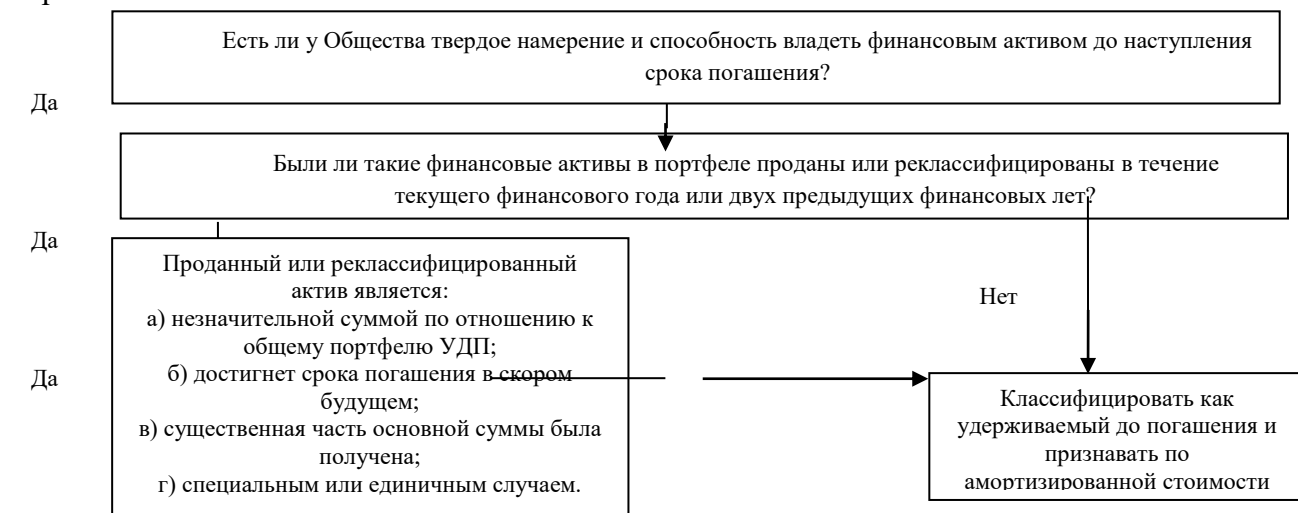 Есть ли у Общества твердое намерение и способность владеть финансовым активом до наступления
срока погашения?
Да
Были ли такие финансовые активы в портфеле проданы или реклассифицированы в течение
текущего финансового года или двух предыдущих финансовых лет?
Да
Проданный или реклассифицированный
актив является:
а) незначительной суммой по отношению к
общему портфелю УДП;
б) достигнет срока погашения в скором
будущем;
в) существенная часть основной суммы была
получена;
г) специальным или единичным случаем.
Нет
Да
Классифицировать как
удерживаемый до погашения и
признавать по
амортизированной стоимости